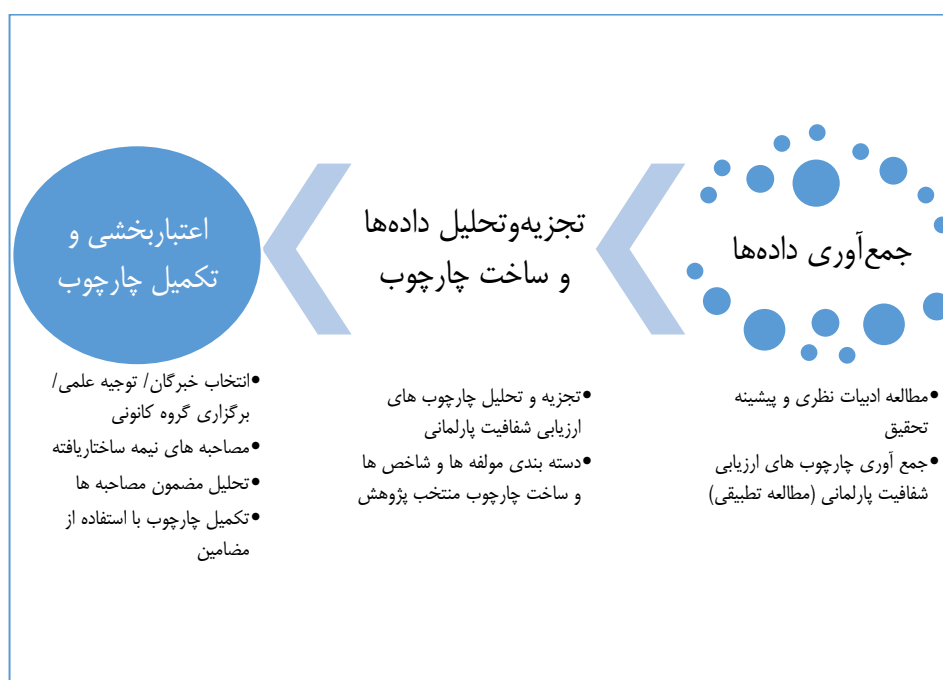 جمع‌آوری داده‌ها
•مطالعه ادبیات نظری و پیشینه
تحقیق
•جمع آوری چارچوب های ارزیابی
شفافیت پارلمانی (مطالعه تطبیقی)
تجزیه‌وتحلیل داده‌ها
و ساخت چارچوب
•تجزیه و تحلیل چارچوب های
ارزیابی شفافیت پارلمانی
•دسته بندی مولفه ها و شاخص ها
و ساخت چارچوب منتخب پژوهش
اعتباربخشی و
تکمیل چارچوب
•انتخاب خبرگان/ توجیه علمی/
برگزاری گروه کانونی
•مصاحبه های نیمه ساختاریافته
•تحلیل مضمون مصاحبه ها
•تکمیل چارچوب با استفاده از
مضامین